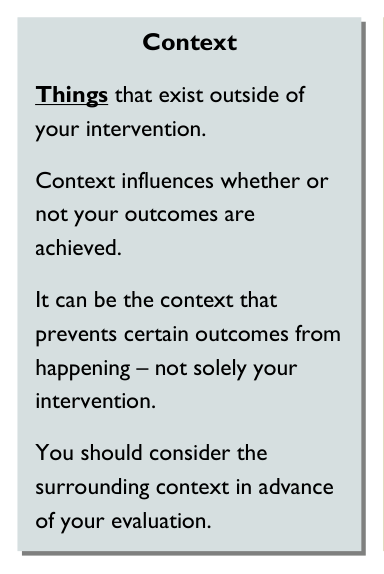 Context
Things that exist outside of
your intervention.
Context influences whether or
not your outcomes are
achieved.
It can be the context that
prevents certain outcomes from
happening – not solely your
intervention.
You should consider the
surrounding context in advance
of your evaluation.